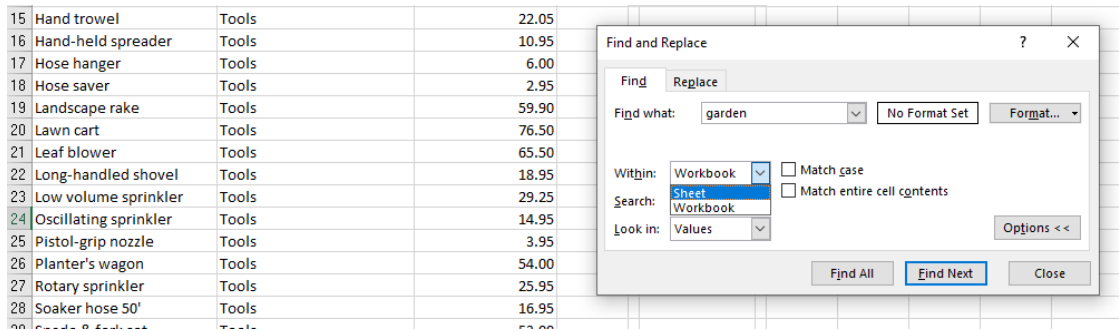 15 Hand trowel Tools 22.05
16 Hand-held spreader Tools 10.95
17 Hose hanger Tools 6.00
18 Hose saver Tools 2.95
19 Landscape rake Tools 59.90
20 Lawn cart Tools 76.50
21 Leaf blower Tools 65.50
22 Long-handled shovel Tools 18.95
23 Low volume sprinkler Tools 29.25
24 Oscillating sprinkler Tools 14.95
25 Pistol-grip nozzle Tools 3.95
26 Planter's wagon Tools 54.00
27 Rotary sprinkler Tools 25.95
28 Soaker hose 50' Tools 16.95
Find and Replace ? ×
Find Replace
Find what: garden No Format Set Format...
Within: Workbook Match case
Sheet
Search: Match entire cell contents
Workbook
Look in: Values Options <<
Find All Find Next Close